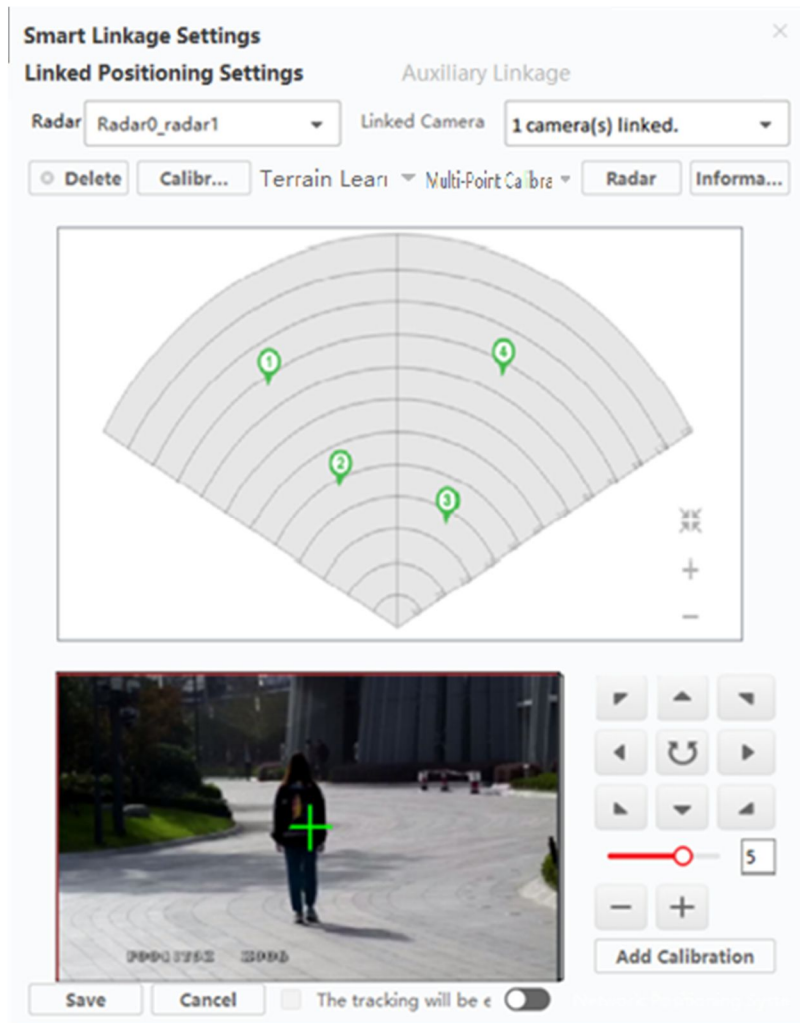 Smart Linkage Settings
Linked Positioning Settings Auxiliary Linkage
Radar Radar0_radar1 Linked Camera 1 camera(s) linked.
Delete Calibr... Terrain Lear Multi-Point Calibra Radar Informa...
1
4
2
3
5
Add Calibration
Save Cancel The tracking will be e